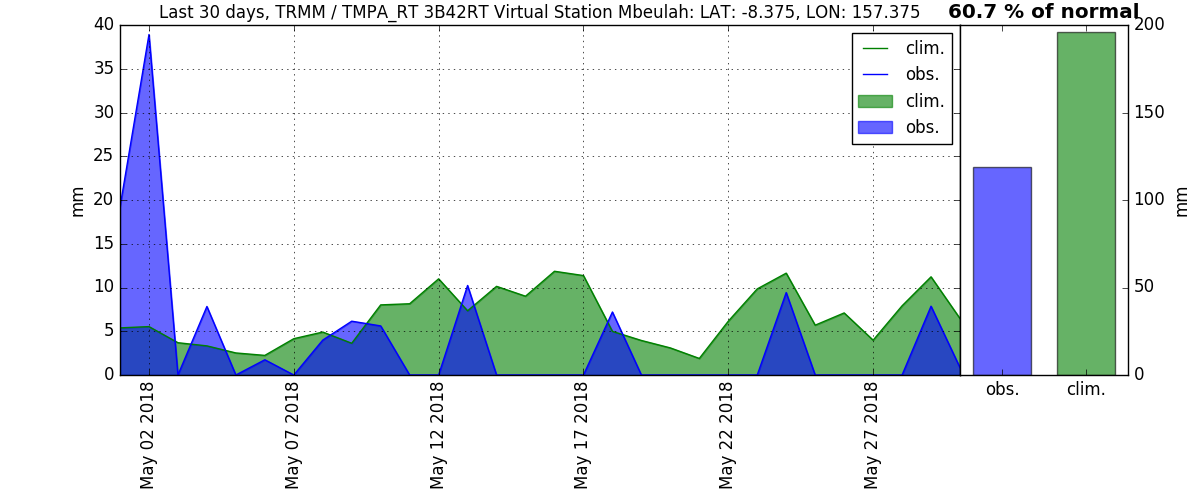 Last 30 days, TRMM / TMPA_RT 3B42RT Virtual Station Mbeulah: LAT: -8.375, LON: 157.375
60.7 % of normal
40
35
30
25
20
15
10
5
0
mm
clim.
obs.
clim.
obs.
200
150
100
50
0
mm
obs.
clim.
May 02 2018
May 07 2018
May 12 2018
May 17 2018
May 22 2018
May 27 2018